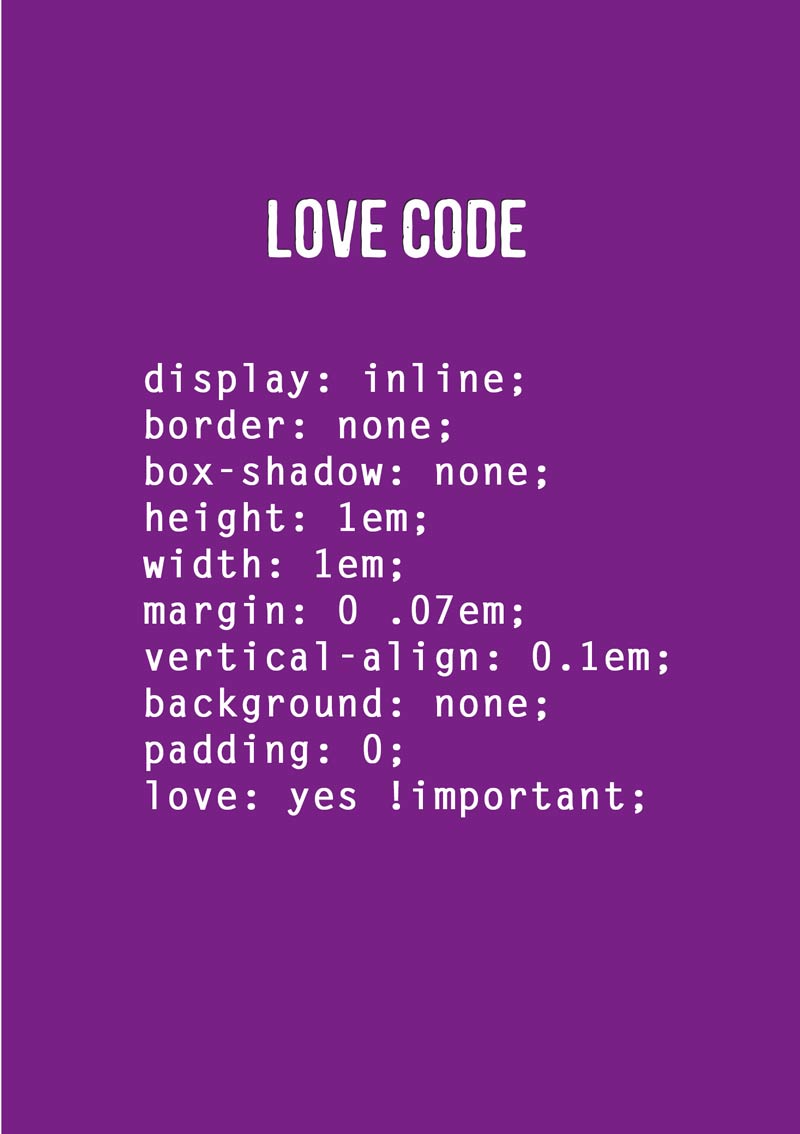 LOVE CODE
display: inline;
border: none;
box-shadow: none;
height: 1em;
width: 1em;
margin: 0 .07em;
vertical-align: 0.1em;
background: none;
padding: 0;
love: yes !important;